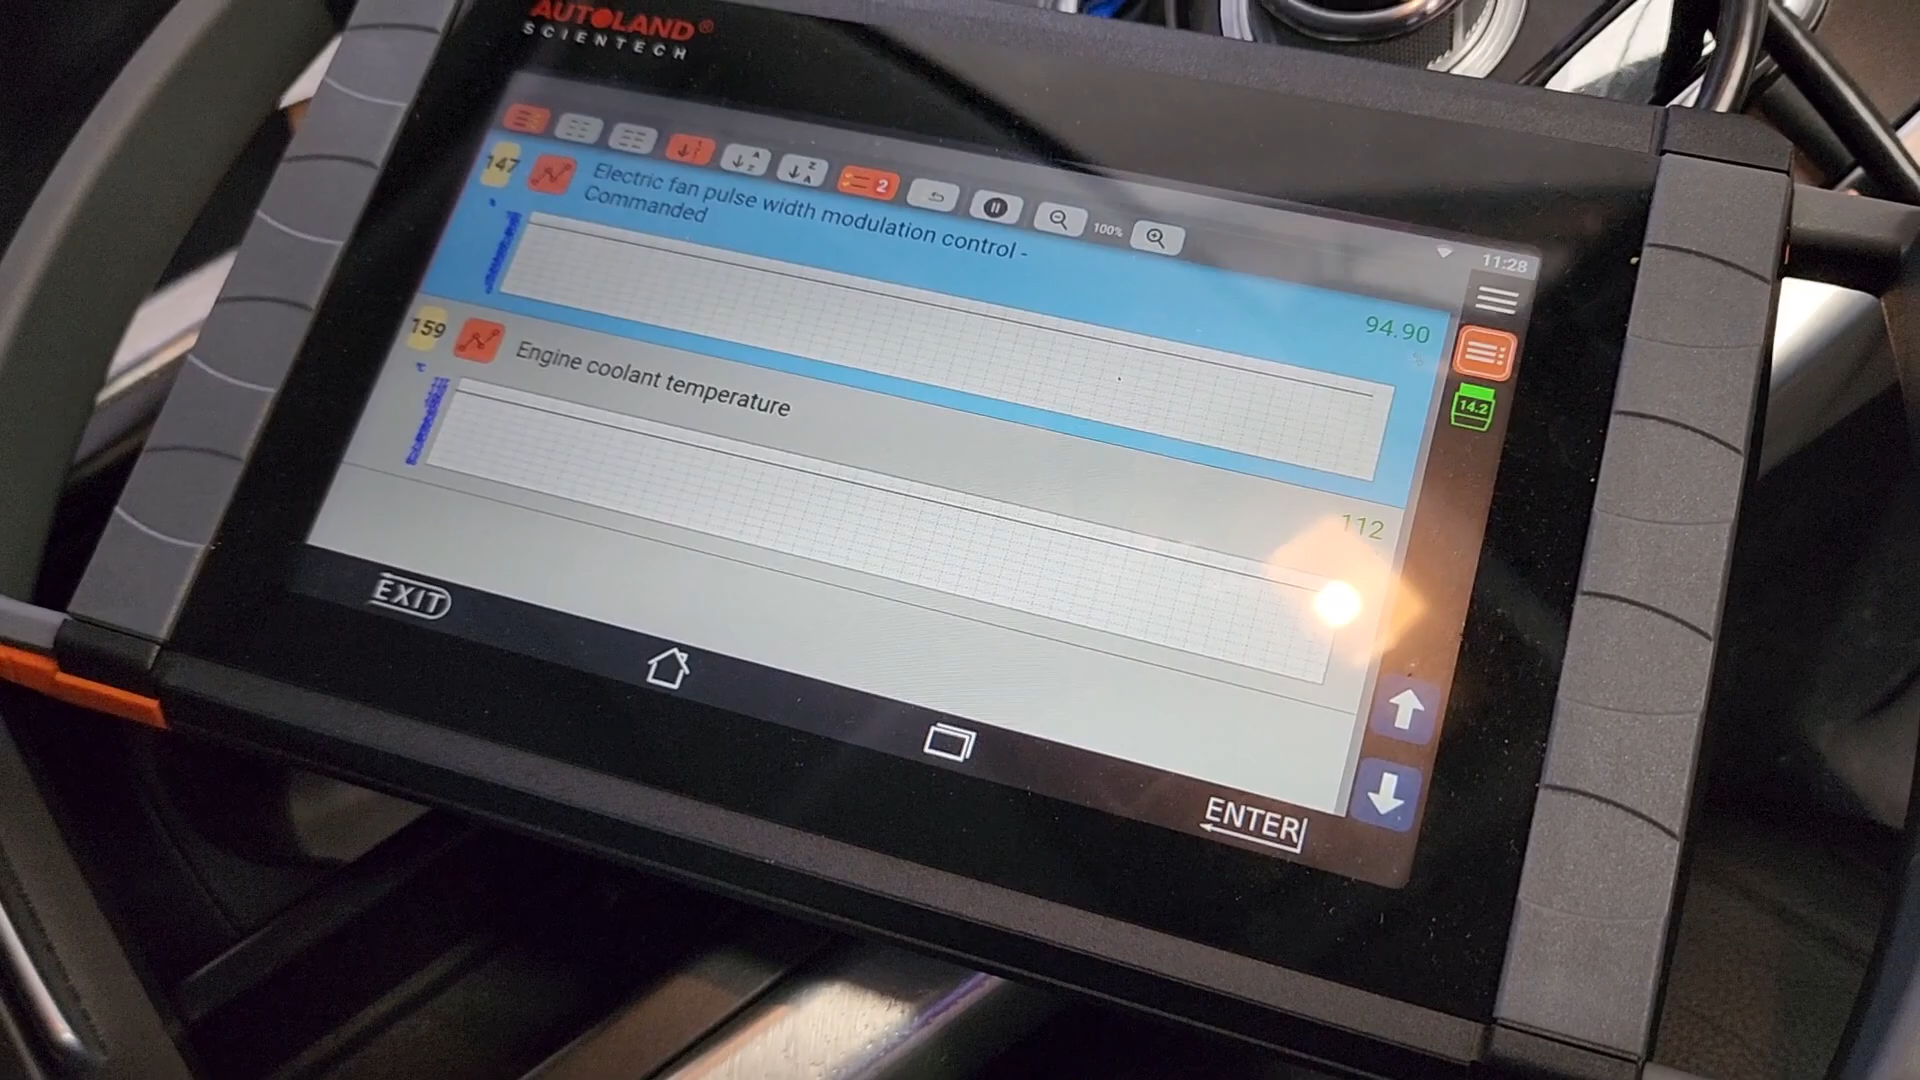 AUTOLAND®
SCIENTECH
2
100%
11:28
147
Electric fan pulse width modulation control -
Commanded
94.90
%
14.2
159
Engine coolant temperature
°C
112
EXIT
ENTER